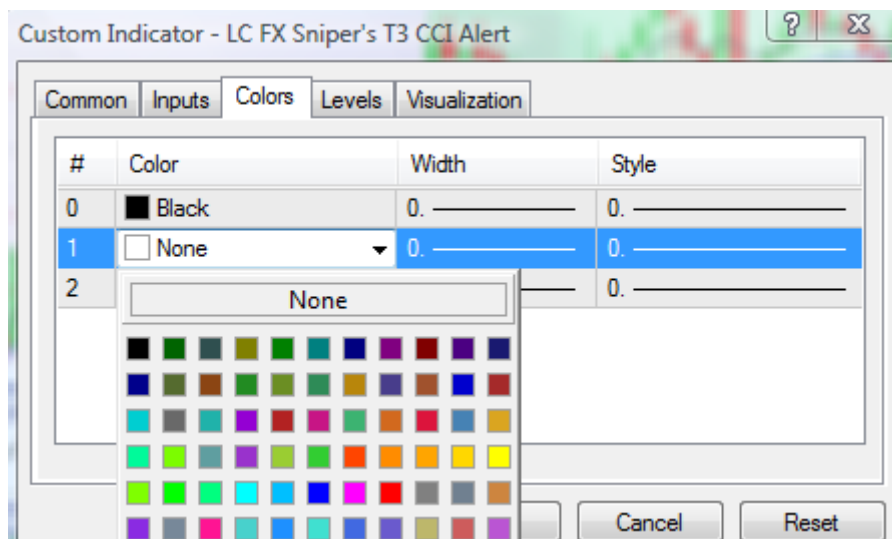 Custom Indicator - LC FX Sniper's T3 CCI Alert
Common Inputs Colors Levels Visualization
# Color Width Style
0 Black 0. 0.
1 None 0. 0.
2 0.
None
Cancel Reset